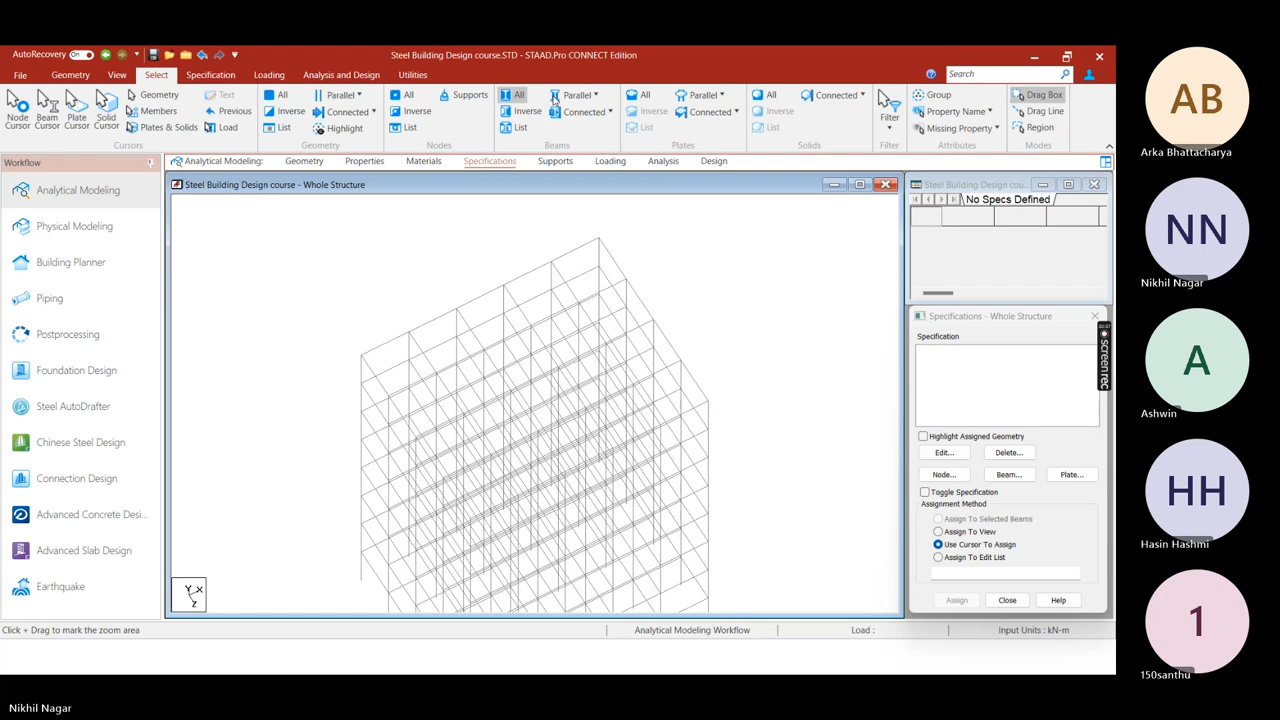 AutoRecovery On
Steel Building Design course.STD - STAAD.Pro CONNECT Edition
File Geometry View Select Specification Loading Analysis and Design Utilities
Search
Node Cursor
Beam Cursor
Plate Cursor
Solid Cursor
Geometry
Members
Plates & Solids
Text
Previous
Load
Cursors
All
Inverse
List
Parallel
Connected
Highlight
Geometry
All
Inverse
List
Supports
Nodes
All
Inverse
List
Parallel
Connected
Beams
All
Inverse
List
Parallel
Connected
Plates
All
Inverse
List
Connected
Solids
Filter
Filter
Group
Property Name
Missing Property
Attributes
Drag Box
Drag Line
Region
Modes
Workflow
Analytical Modeling: Geometry Properties Materials Specifications Supports Loading Analysis Design
Analytical Modeling
Physical Modeling
Building Planner
Piping
Postprocessing
Foundation Design
Steel AutoDrafter
Chinese Steel Design
Connection Design
Advanced Concrete Desi...
Advanced Slab Design
Earthquake
Steel Building Design course - Whole Structure
Y
X
Z
Steel Building Design cou...
No Specs Defined
Specifications - Whole Structure
Specification
Highlight Assigned Geometry
Edit... Delete...
Node... Beam... Plate...
Toggle Specification
Assignment Method
Assign To Selected Beams
Assign To View
Use Cursor To Assign
Assign To Edit List
Assign Close Help
screen rec
Click + Drag to mark the zoom area
Analytical Modeling Workflow
Load :
Input Units : kN-m
Nikhil Nagar
AB
Arka Bhattacharya
NN
Nikhil Nagar
A
Ashwin
HH
Hasin Hashmi
1
150santhu